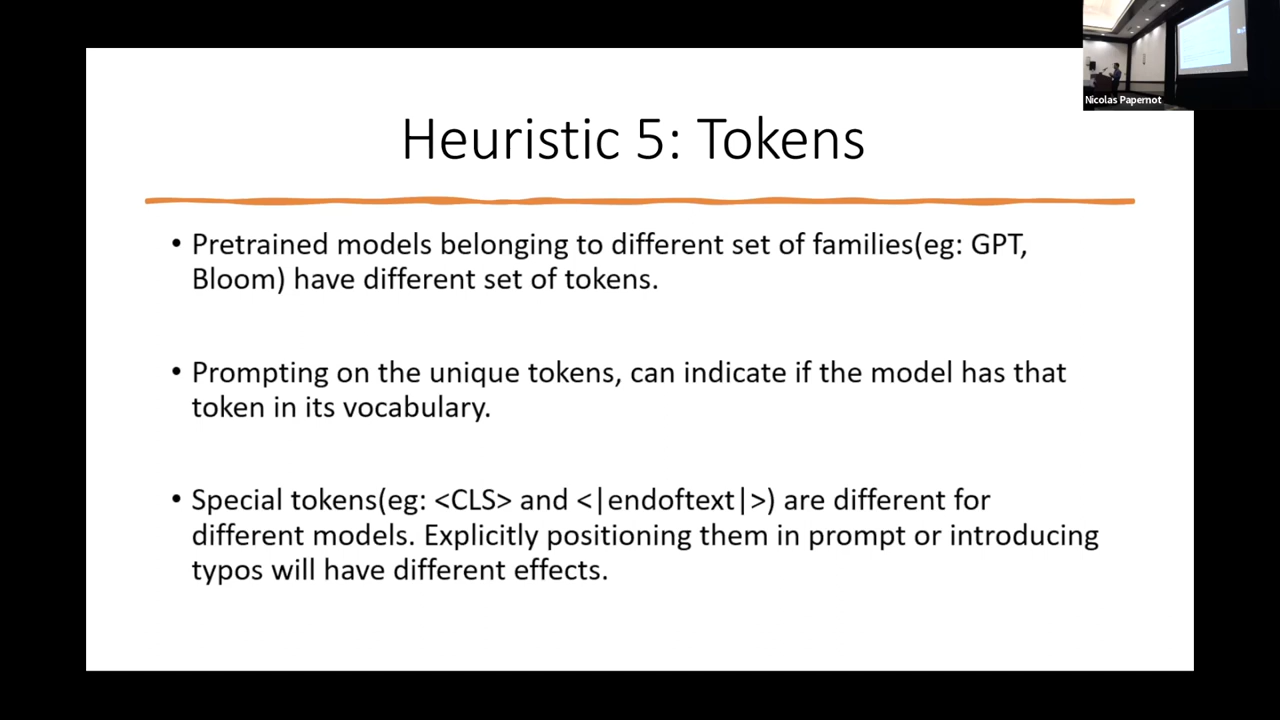 Nicolas Papernot
Heuristic 5: Tokens
• Pretrained models belonging to different set of families(eg: GPT,
Bloom) have different set of tokens.
• Prompting on the unique tokens, can indicate if the model has that
token in its vocabulary.
• Special tokens(eg: <CLS> and <|endoftext|>) are different for
different models. Explicitly positioning them in prompt or introducing
typos will have different effects.